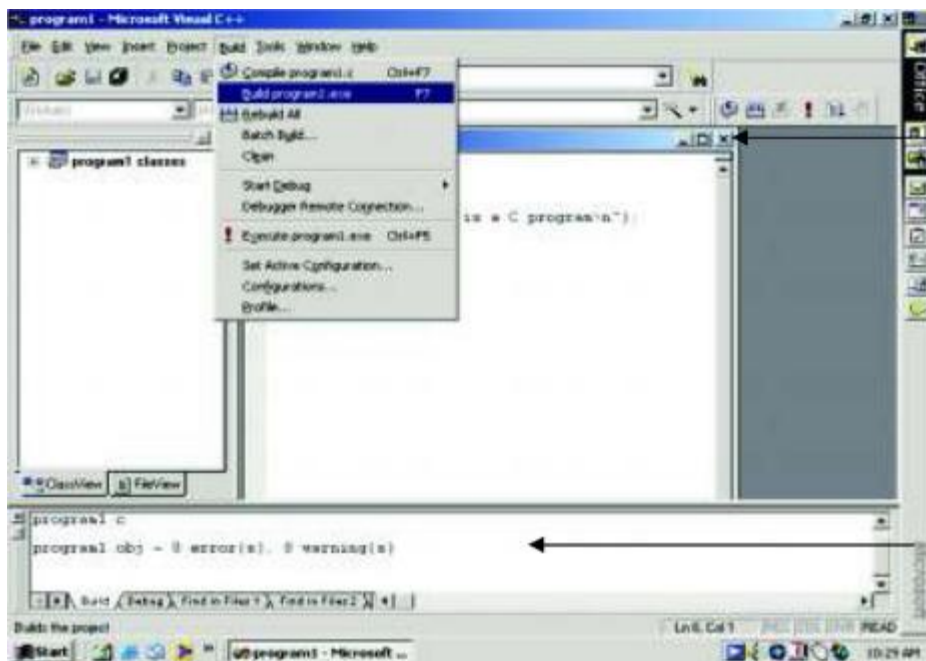 program1 - Microsoft Visual C++
File Edit View Insert Project Build Tools Window Help
Compile program1.c Ctrl+F7
Build program1.exe F7
Rebuild All
Batch Build...
Clean
Start Debug
Debugger Remote Connection...
Execute program1.exe Ctrl+F5
Set Active Configuration...
Configurations...
Profile...
Office
program1 classes
is a C program\n");
ClassView FileView
program1 c
program1 obj - 0 error(s), 0 warning(s)
Build Debug Find in Files 1 Find in Files 2
Microsoft
Builds the project
Ln 6, Col 1
READ
Start
program1 - Microsoft ...
10:29 AM